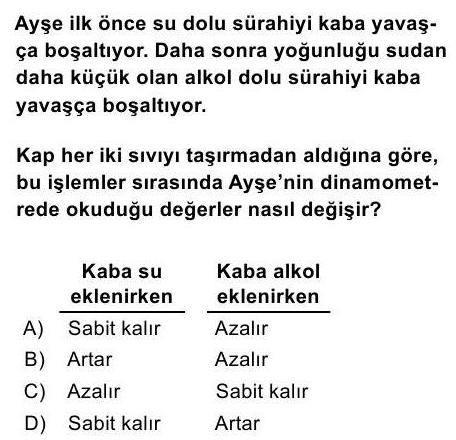 Ayşe ilk önce su dolu sürahiyi kaba yavaş-
ça boşaltıyor. Daha sonra yoğunluğu sudan
daha küçük olan alkol dolu sürahiyi kaba
yavaşça boşaltıyor.
Kap her iki sıvıyı taşırmadan aldığına göre,
bu işlemler sırasında Ayşe'nin dinamomet-
rede okuduğu değerler nasıl değişir?
Kaba su Kaba alkol
eklenirken eklenirken
A) Sabit kalır Azalır
B) Artar Azalır
C) Azalır Sabit kalır
D) Sabit kalır Artar